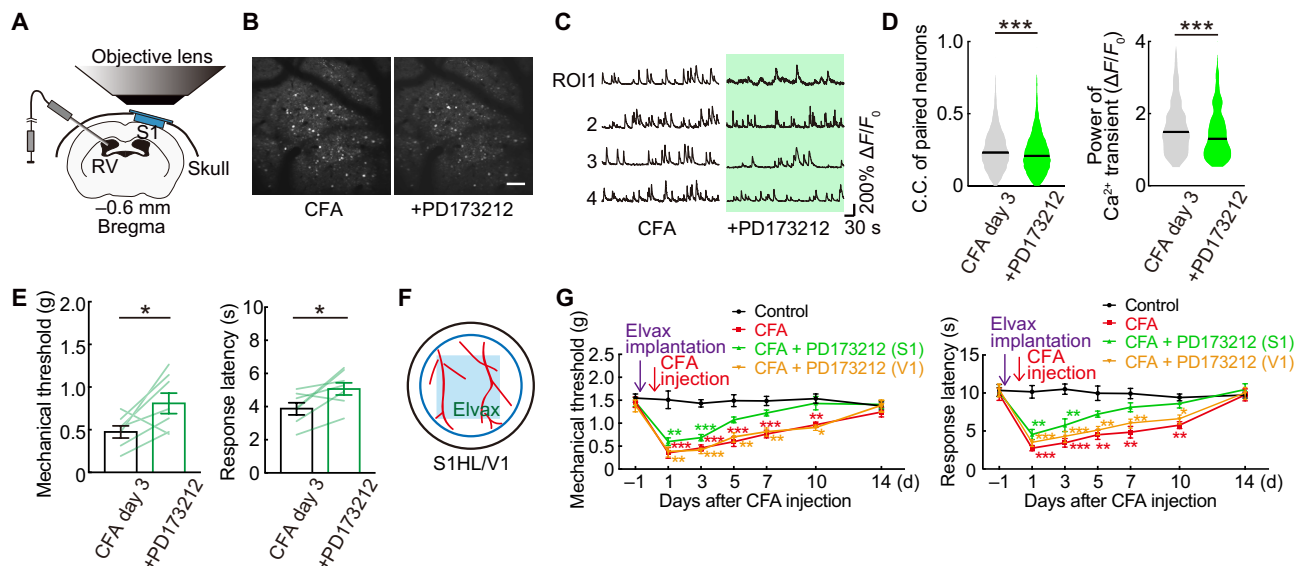 A
Objective lens
S1
RV
Skull
–0.6 mm
Bregma
B
CFA
+PD173212
C
ROI1
2
3
4
CFA
+PD173212
200% ΔF/F0
30 s
D
C.C. of paired neurons
1.0
0.5
0
***
CFA day 3
+PD173212
Power of
Ca2+ transient (ΔF/F0)
4
2
0
***
CFA day 3
+PD173212
E
Mechanical threshold (g)
2.0
1.5
1.0
0.5
0
*
CFA day 3
+PD173212
Response latency (s)
10
8
6
4
2
0
*
CFA day 3
+PD173212
F
Elvax
S1HL/V1
G
Mechanical threshold (g)
2.5
2.0
1.5
1.0
0.5
0
Elvax
implantation
CFA
injection
Control
CFA
CFA + PD173212 (S1)
CFA + PD173212 (V1)
** *** 
*** *** *** *** **
** *** ** ** *
–1 1 3 5 7 10 14 (d)
Days after CFA injection
Response latency (s)
15
10
5
0
Elvax
implantation
CFA
injection
Control
CFA
CFA + PD173212 (S1)
CFA + PD173212 (V1)
** **
*** *** ** ** *
*** *** ** ** **
–1 1 3 5 7 10 14 (d)
Days after CFA injection